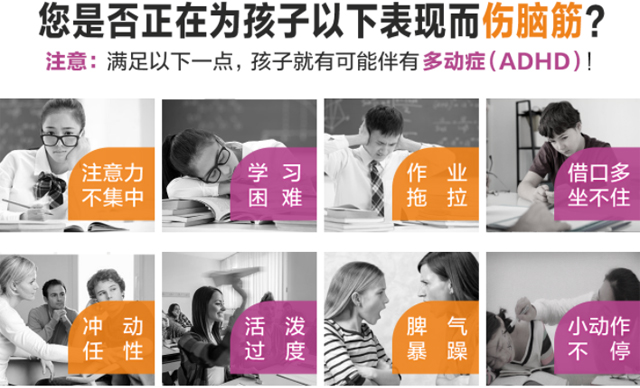 您是否正在为孩子以下表现而伤脑筋?
注意：满足以下一点，孩子就有可能伴有多动症(ADHD)!
注意力
不集中
学习
困难
作业
拖拉
借口多
坐不住
冲动
任性
活泼
过度
脾气
暴躁
小动作
不停